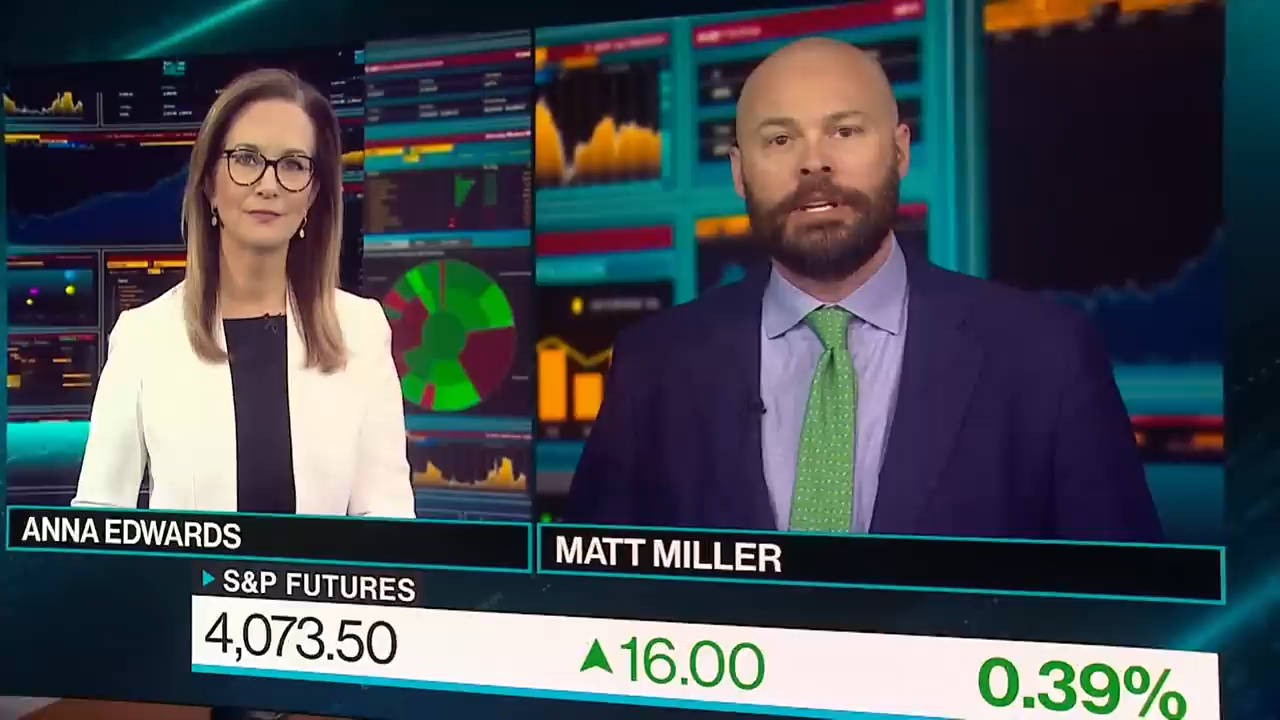 ANNA EDWARDS
MATT MILLER
S&P FUTURES
4,073.50 ▲16.00 0.39%